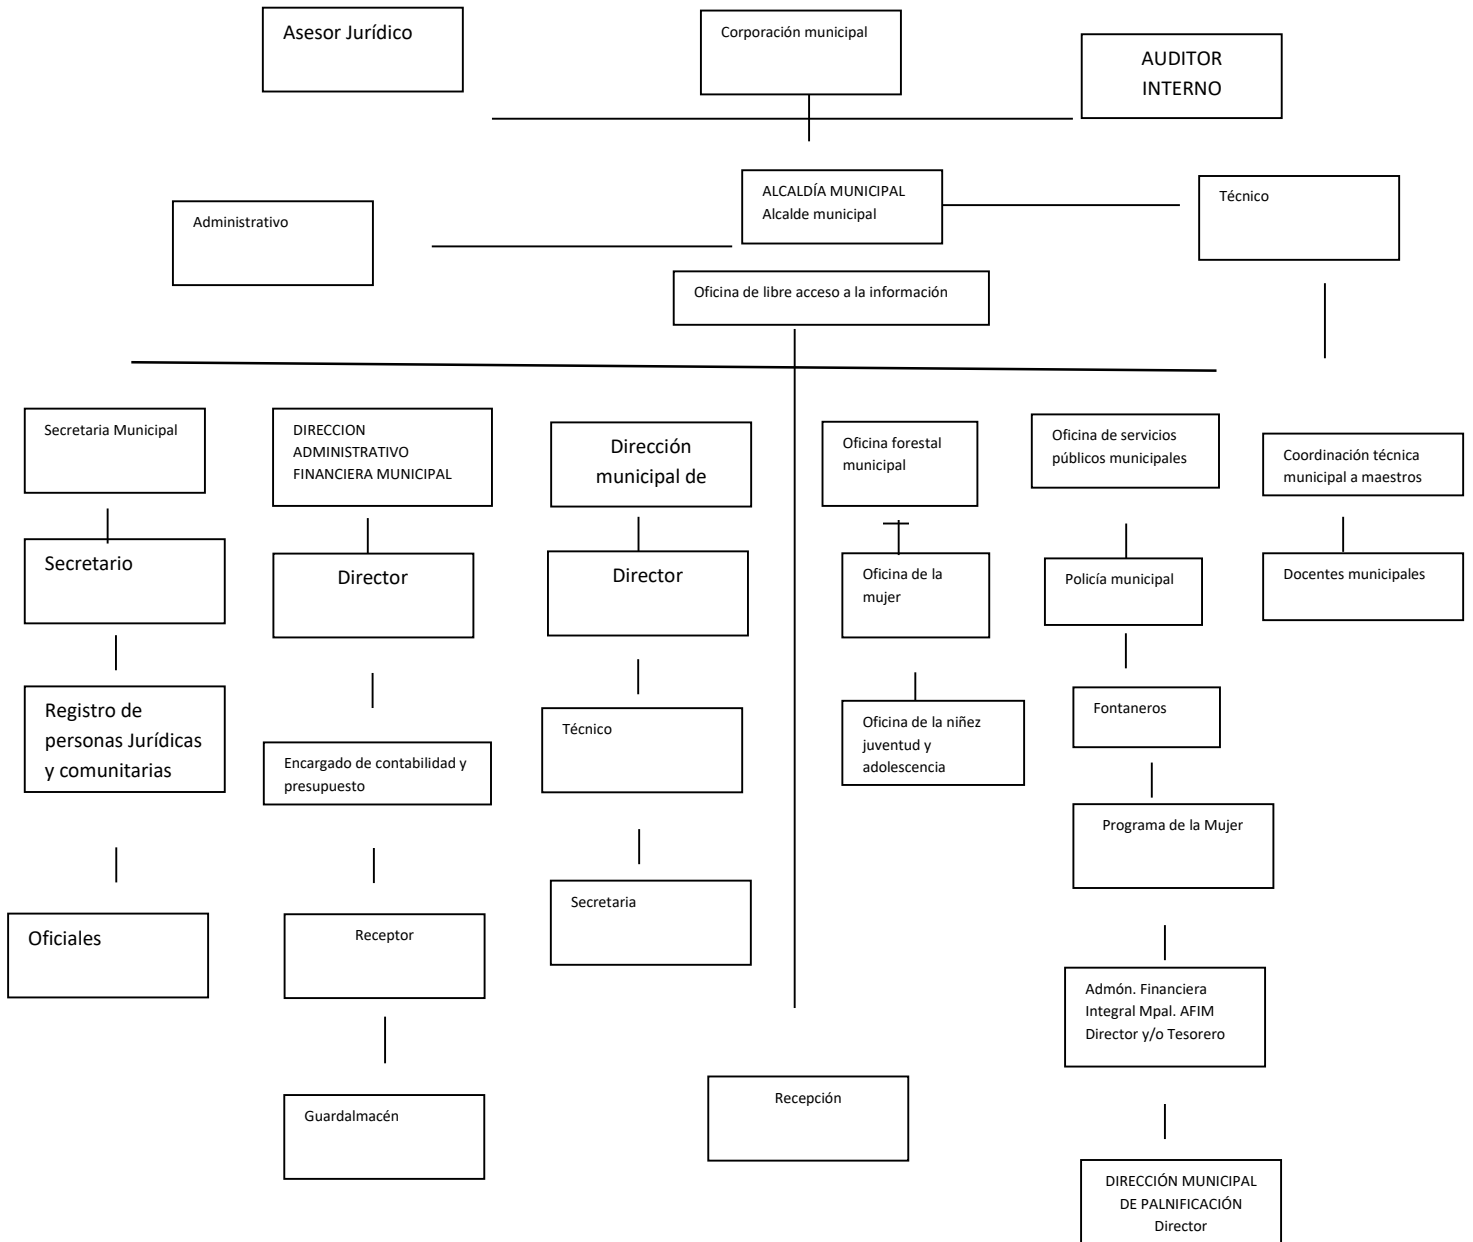 Asesor Jurídico
Corporación municipal
AUDITOR
INTERNO
ALCALDÍA MUNICIPAL
Alcalde municipal
Técnico
Administrativo
Oficina de libre acceso a la información
Secretaria Municipal
DIRECCION
ADMINISTRATIVO
FINANCIERA MUNICIPAL
Dirección
municipal de
Oficina forestal
municipal
Oficina de servicios
públicos municipales
Coordinación técnica
municipal a maestros
Secretario
Director
Director
Oficina de la
mujer
Policía municipal
Docentes municipales
Registro de
personas Jurídicas
y comunitarias
Encargado de contabilidad y
presupuesto
Técnico
Oficina de la niñez
juventud y
adolescencia
Fontaneros
Programa de la Mujer
Oficiales
Receptor
Secretaria
Admón. Financiera
Integral Mpal. AFIM
Director y/o Tesorero
Guardalmacén
Recepción
DIRECCIÓN MUNICIPAL
DE PALNIFICACIÓN
Director